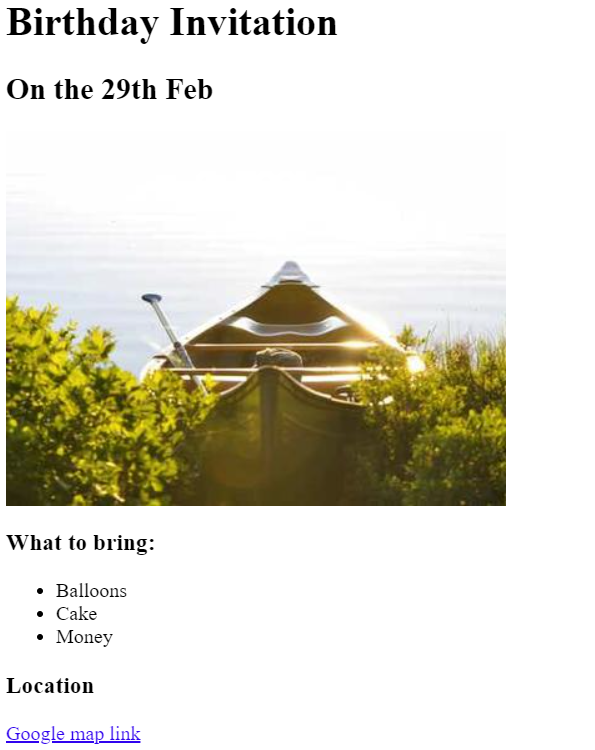 Birthday Invitation
On the 29th Feb
What to bring:
Balloons
Cake
Money
Location
Google map link